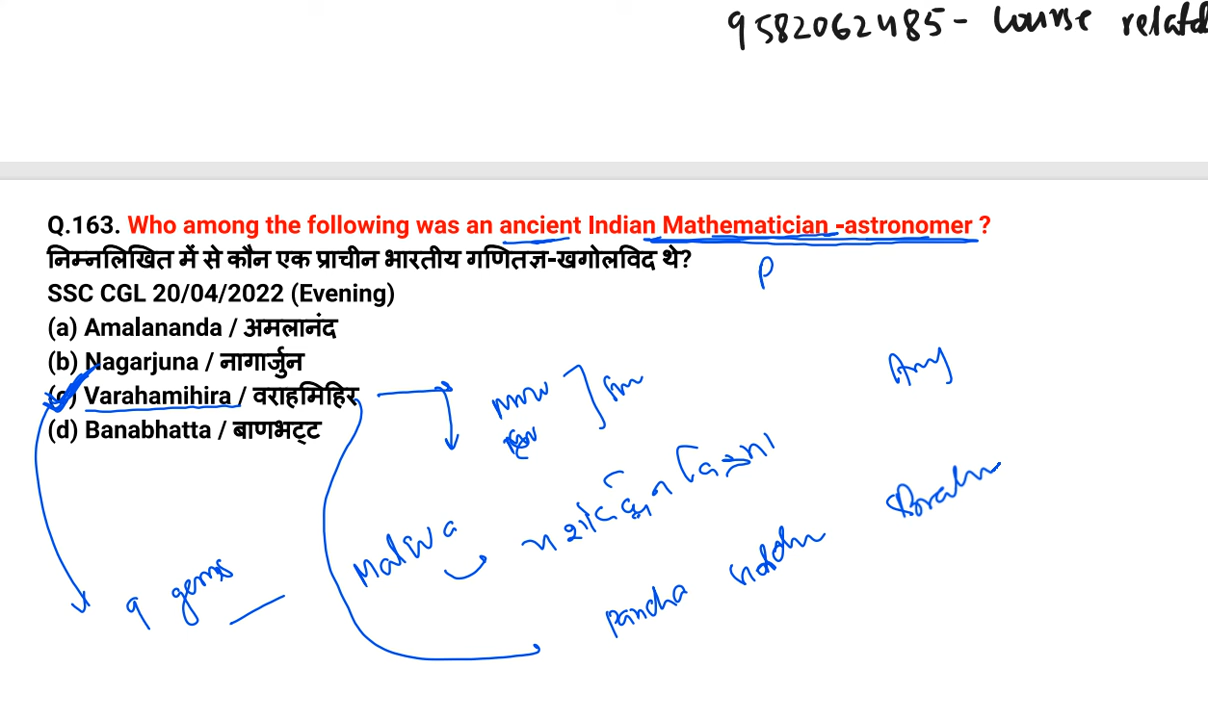 9582062485 - Course related
Q.163. Who among the following was an ancient Indian Mathematician -astronomer ?
निम्नलिखित में से कौन एक प्राचीन भारतीय गणितज्ञ-खगोलविद थे?
P
SSC CGL 20/04/2022 (Evening)
(a) Amalananda / अमलानंद
(b) Nagarjuna / नागार्जुन
(c) Varahamihira / वराहमिहिर
(d) Banabhatta / बाणभट्ट
Malwa
9 gems
Pancha